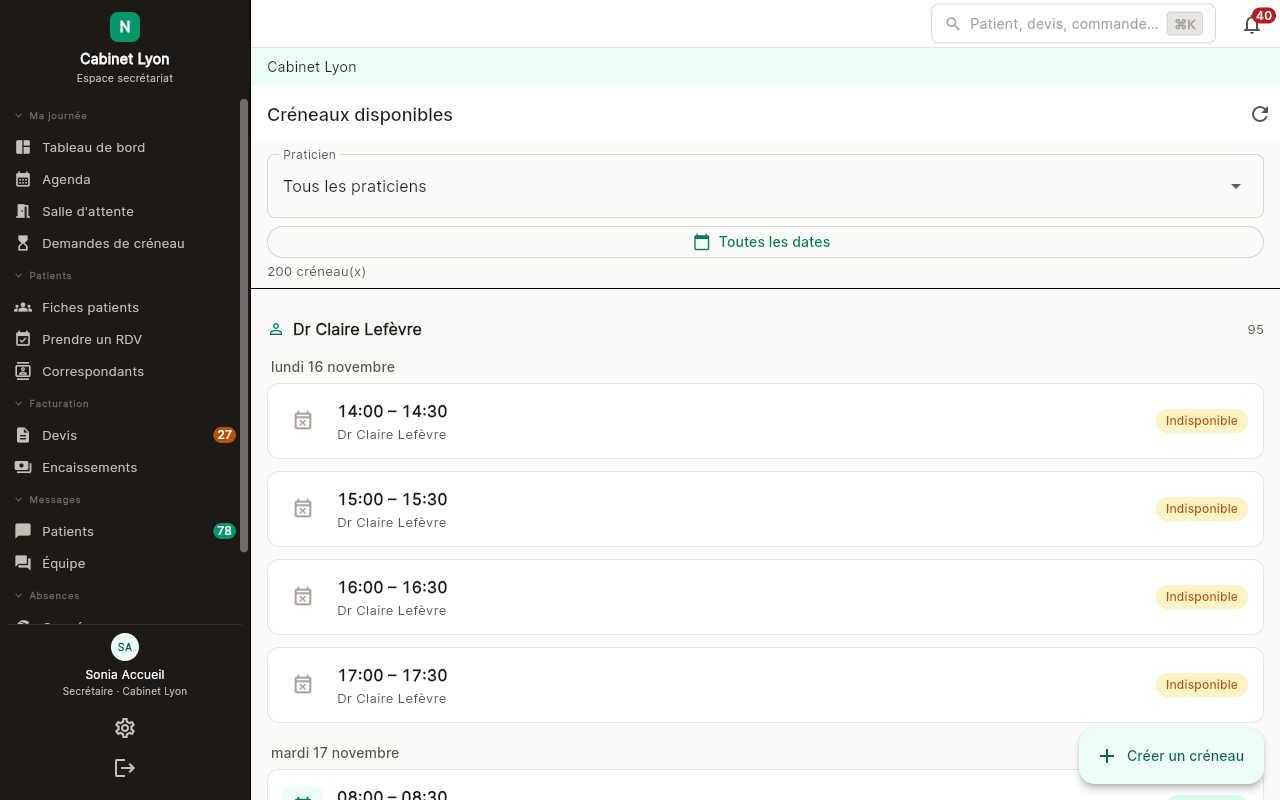 N
Cabinet Lyon
Espace secrétariat
Ma journée
Tableau de bord
Agenda
Salle d'attente
Demandes de créneau
Patients
Fiches patients
Prendre un RDV
Correspondants
Facturation
Devis 27
Encaissements
Messages
Patients 78
Équipe
Absences
SA
Sonia Accueil
Secrétaire · Cabinet Lyon
Patient, devis, commande... ⌘K
40
Cabinet Lyon
Créneaux disponibles
Praticien
Tous les praticiens
Toutes les dates
200 créneau(x)
Dr Claire Lefèvre 95
lundi 16 novembre
14:00 – 14:30
Dr Claire Lefèvre
Indisponible
15:00 – 15:30
Dr Claire Lefèvre
Indisponible
16:00 – 16:30
Dr Claire Lefèvre
Indisponible
17:00 – 17:30
Dr Claire Lefèvre
Indisponible
mardi 17 novembre
08:00 – 08:30
Créer un créneau